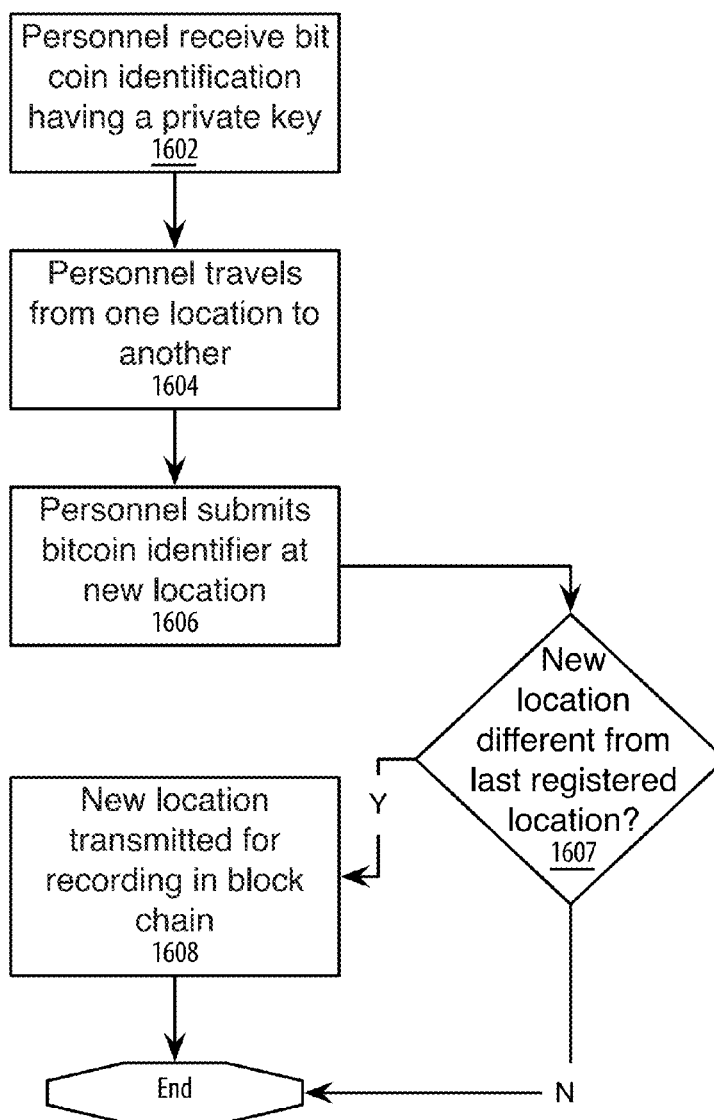 Personnel receive bit
coin identification
having a private key
1602
Personnel travels
from one location to
another
1604
Personnel submits
bitcoin identifier at
new location
1606
New
location
different from
last registered
location?
1607
Y
New location
transmitted for
recording in block
chain
1608
End
N